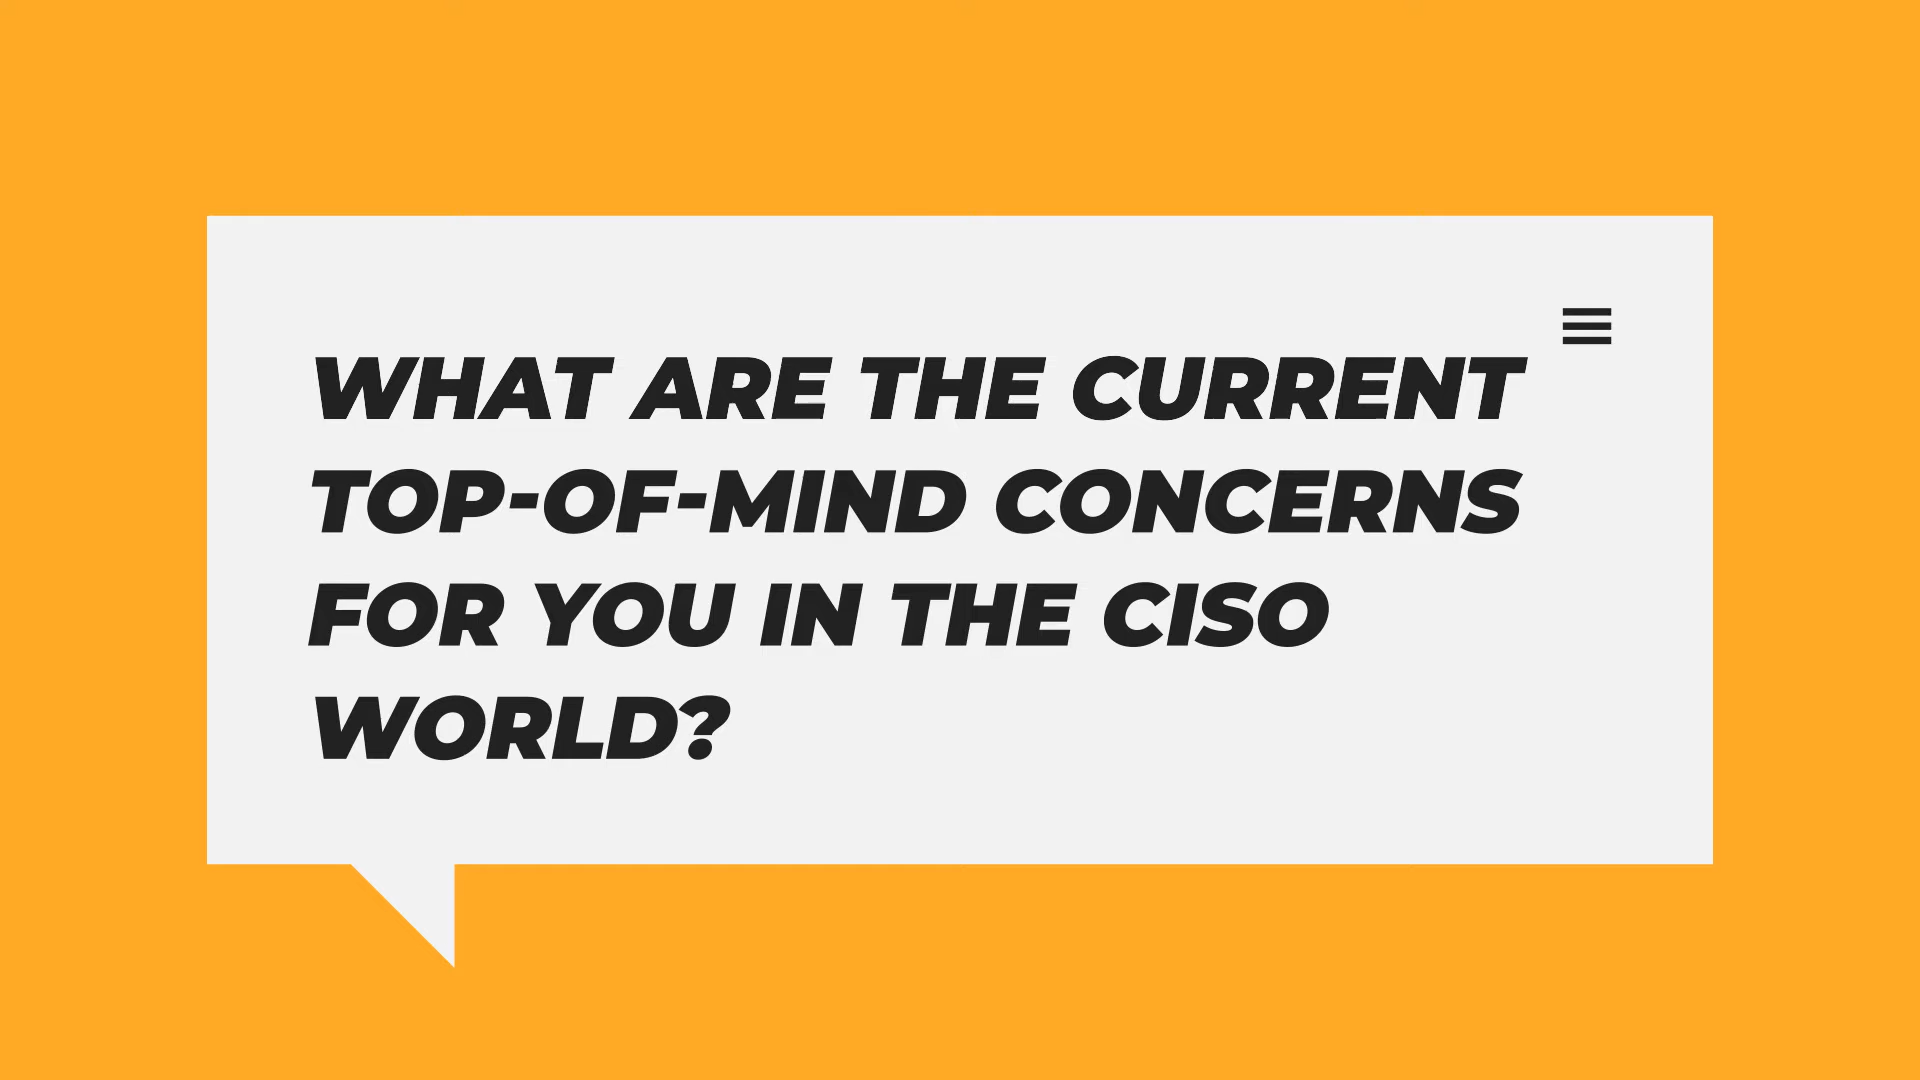 WHAT ARE THE CURRENT
TOP-OF-MIND CONCERNS
FOR YOU IN THE CISO
WORLD?